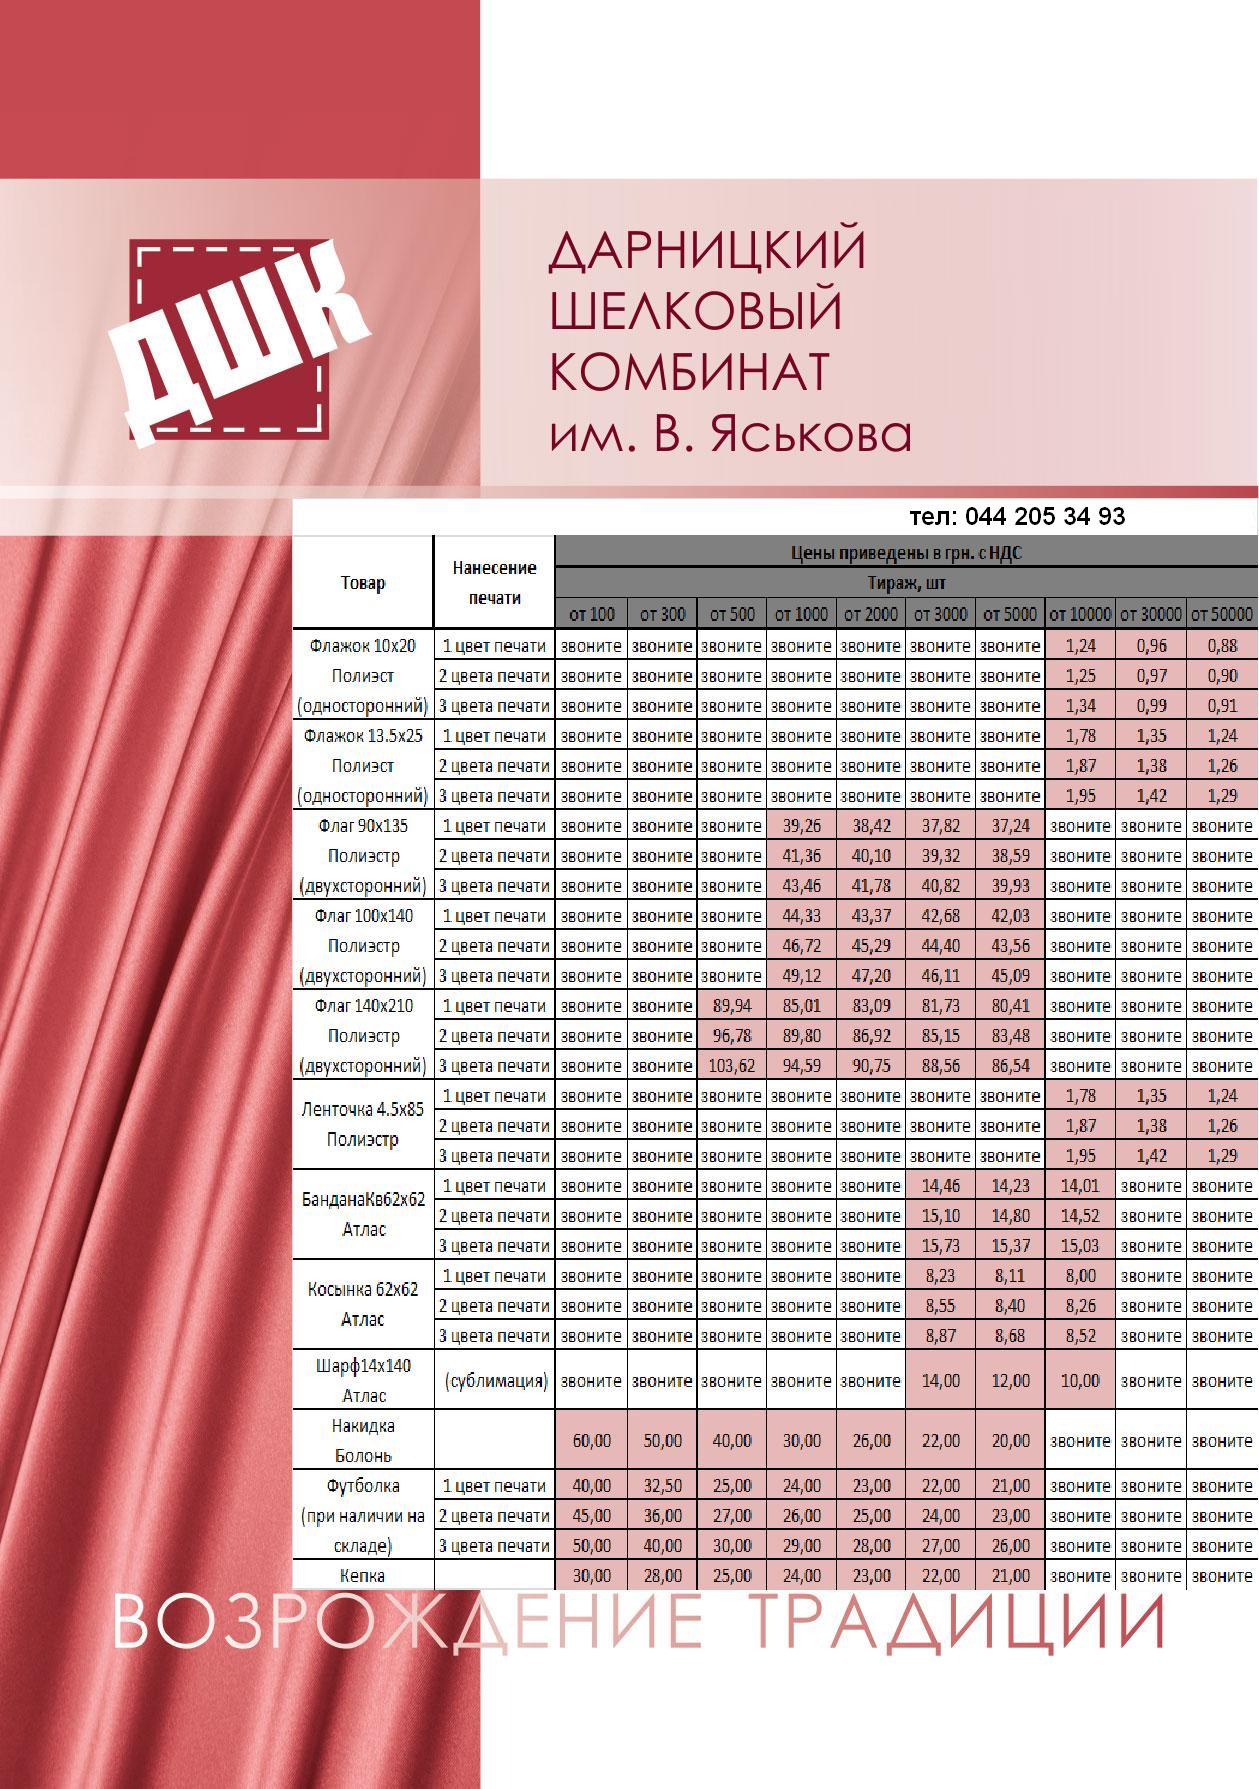 ДШК
ДАРНИЦКИЙ
ШЕЛКОВЫЙ
КОМБИНАТ
им. В. Яськова
тел: 044 205 34 93
Товар Нанесение печати Цены приведены в грн. с НДС
Тираж, шт
от 100 от 300 от 500 от 1000 от 2000 от 3000 от 5000 от 10000 от 30000 от 50000
Флажок 10х20 1 цвет печати звоните звоните звоните звоните звоните звоните звоните 1,24 0,96 0,88
Полиэст 2 цвета печати звоните звоните звоните звоните звоните звоните звоните 1,25 0,97 0,90
(односторонний) 3 цвета печати звоните звоните звоните звоните звоните звоните звоните 1,34 0,99 0,91
Флажок 13.5х25 1 цвет печати звоните звоните звоните звоните звоните звоните звоните 1,78 1,35 1,24
Полиэст 2 цвета печати звоните звоните звоните звоните звоните звоните звоните 1,87 1,38 1,26
(односторонний) 3 цвета печати звоните звоните звоните звоните звоните звоните звоните 1,95 1,42 1,29
Флаг 90х135 1 цвет печати звоните звоните звоните 39,26 38,42 37,82 37,24 звоните звоните звоните
Полиэстр 2 цвета печати звоните звоните звоните 41,36 40,10 39,32 38,59 звоните звоните звоните
(двухсторонний) 3 цвета печати звоните звоните звоните 43,46 41,78 40,82 39,93 звоните звоните звоните
Флаг 100х140 1 цвет печати звоните звоните звоните 44,33 43,37 42,68 42,03 звоните звоните звоните
Полиэстр 2 цвета печати звоните звоните звоните 46,72 45,29 44,40 43,56 звоните звоните звоните
(двухсторонний) 3 цвета печати звоните звоните звоните 49,12 47,20 46,11 45,09 звоните звоните звоните
Флаг 140х210 1 цвет печати звоните звоните 89,94 85,01 83,09 81,73 80,41 звоните звоните звоните
Полиэстр 2 цвета печати звоните звоните 96,78 89,80 86,92 85,15 83,48 звоните звоните звоните
(двухсторонний) 3 цвета печати звоните звоните 103,62 94,59 90,75 88,56 86,54 звоните звоните звоните
Ленточка 4.5х85 1 цвет печати звоните звоните звоните звоните звоните звоните звоните 1,78 1,35 1,24
Полиэстр 2 цвета печати звоните звоните звоните звоните звоните звоните звоните 1,87 1,38 1,26
3 цвета печати звоните звоните звоните звоните звоните звоните звоните 1,95 1,42 1,29
БанданаКв62х62 1 цвет печати звоните звоните звоните звоните звоните 14,46 14,23 14,01 звоните звоните
Атлас 2 цвета печати звоните звоните звоните звоните звоните 15,10 14,80 14,52 звоните звоните
3 цвета печати звоните звоните звоните звоните звоните 15,73 15,37 15,03 звоните звоните
Косынка 62х62 1 цвет печати звоните звоните звоните звоните звоните 8,23 8,11 8,00 звоните звоните
Атлас 2 цвета печати звоните звоните звоните звоните звоните 8,55 8,40 8,26 звоните звоните
3 цвета печати звоните звоните звоните звоните звоните 8,87 8,68 8,52 звоните звоните
Шарф14х140
Атлас (сублимация) звоните звоните звоните звоните звоните 14,00 12,00 10,00 звоните звоните
Накидка
Болонь 60,00 50,00 40,00 30,00 26,00 22,00 20,00 звоните звоните звоните
Футболка 1 цвет печати 40,00 32,50 25,00 24,00 23,00 22,00 21,00 звоните звоните звоните
(при наличии на 2 цвета печати 45,00 36,00 27,00 26,00 25,00 24,00 23,00 звоните звоните звоните
складе) 3 цвета печати 50,00 40,00 30,00 29,00 28,00 27,00 26,00 звоните звоните звоните
Кепка 30,00 28,00 25,00 24,00 23,00 22,00 21,00 звоните звоните звоните
ВОЗРОЖДЕНИЕ ТРАДИЦИИ